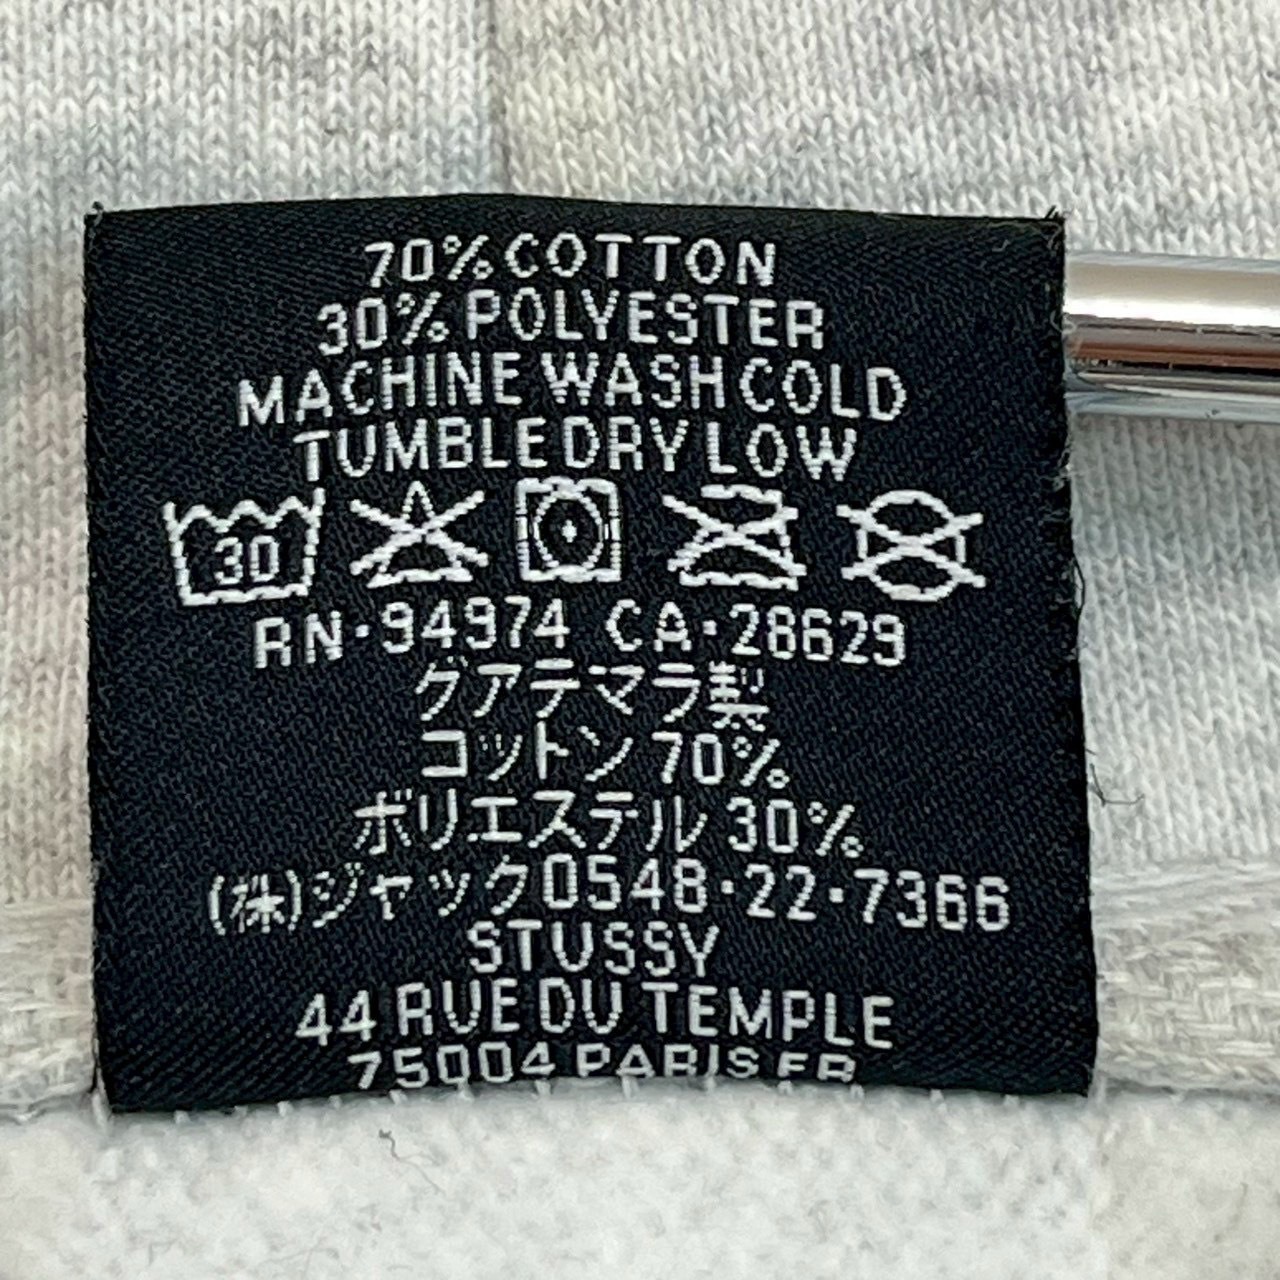 70% COTTON
30% POLYESTER
MACHINE WASH COLD
TUMBLE DRY LOW
30
RN·94974 CA·28629
グアテマラ製
コットン 70%
ポリエステル 30%
(株)ジャック0548·22·7366
STUSSY
44 RUE DU TEMPLE
75004 PARIS FR